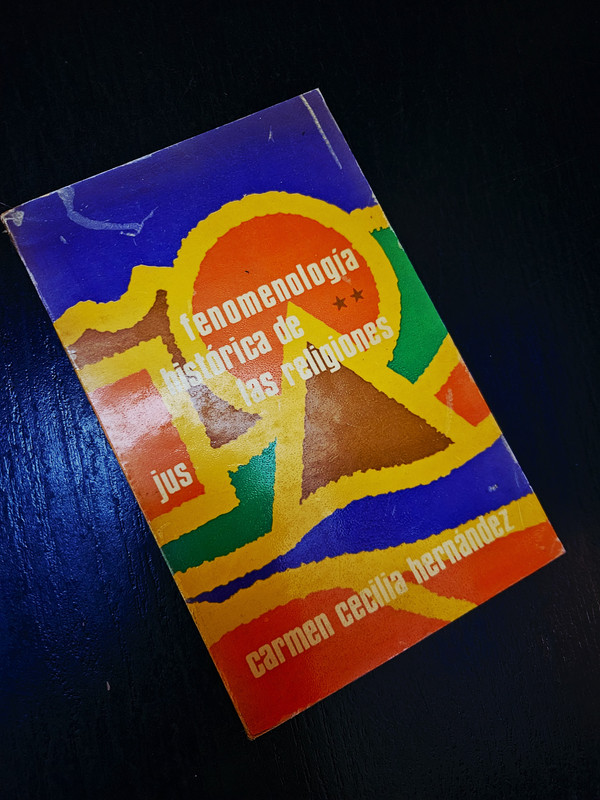 fenomenología
histórica de
las religiones
jus
carmen cecilia hernández